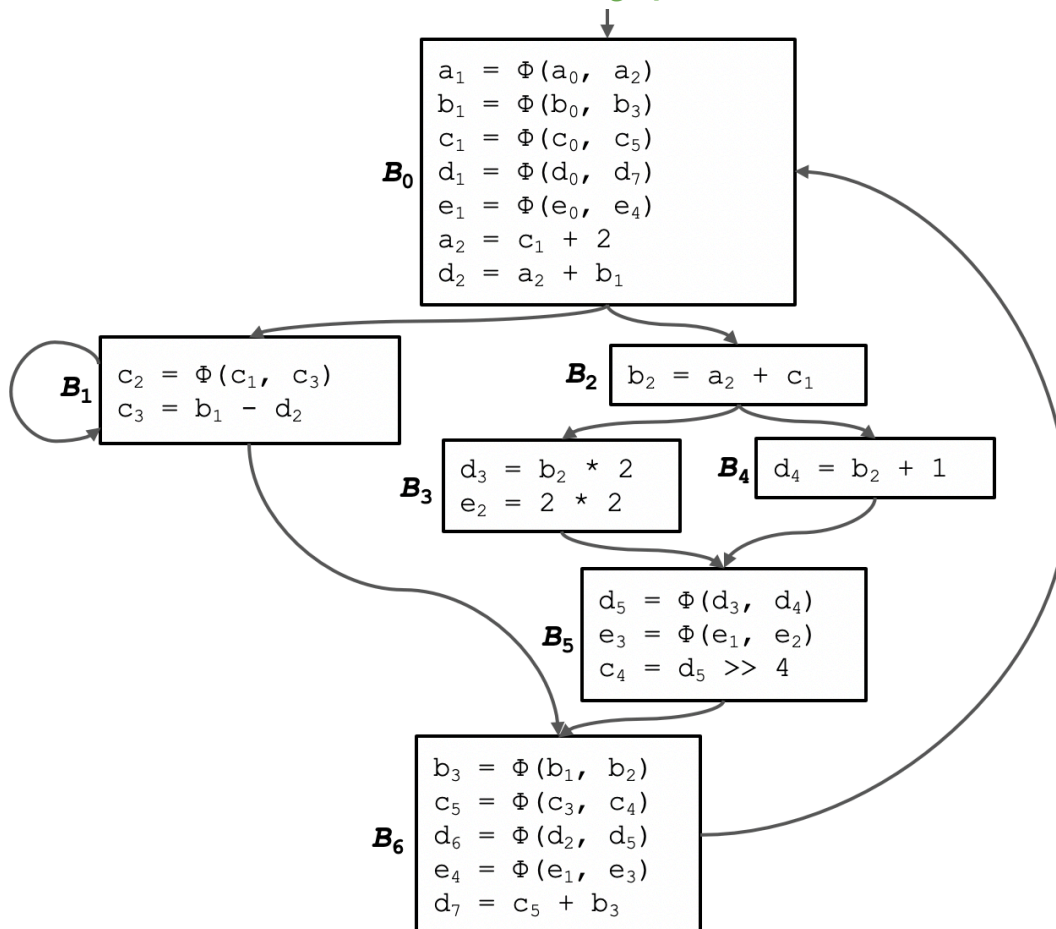 B₀
a₁ = Φ(a₀, a₂)
b₁ = Φ(b₀, b₃)
c₁ = Φ(c₀, c₅)
d₁ = Φ(d₀, d₇)
e₁ = Φ(e₀, e₄)
a₂ = c₁ + 2
d₂ = a₂ + b₁
B₁
c₂ = Φ(c₁, c₃)
c₃ = b₁ - d₂
B₂
b₂ = a₂ + c₁
B₃
d₃ = b₂ * 2
e₂ = 2 * 2
B₄
d₄ = b₂ + 1
B₅
d₅ = Φ(d₃, d₄)
e₃ = Φ(e₁, e₂)
c₄ = d₅ >> 4
B₆
b₃ = Φ(b₁, b₂)
c₅ = Φ(c₃, c₄)
d₆ = Φ(d₂, d₅)
e₄ = Φ(e₁, e₃)
d₇ = c₅ + b₃